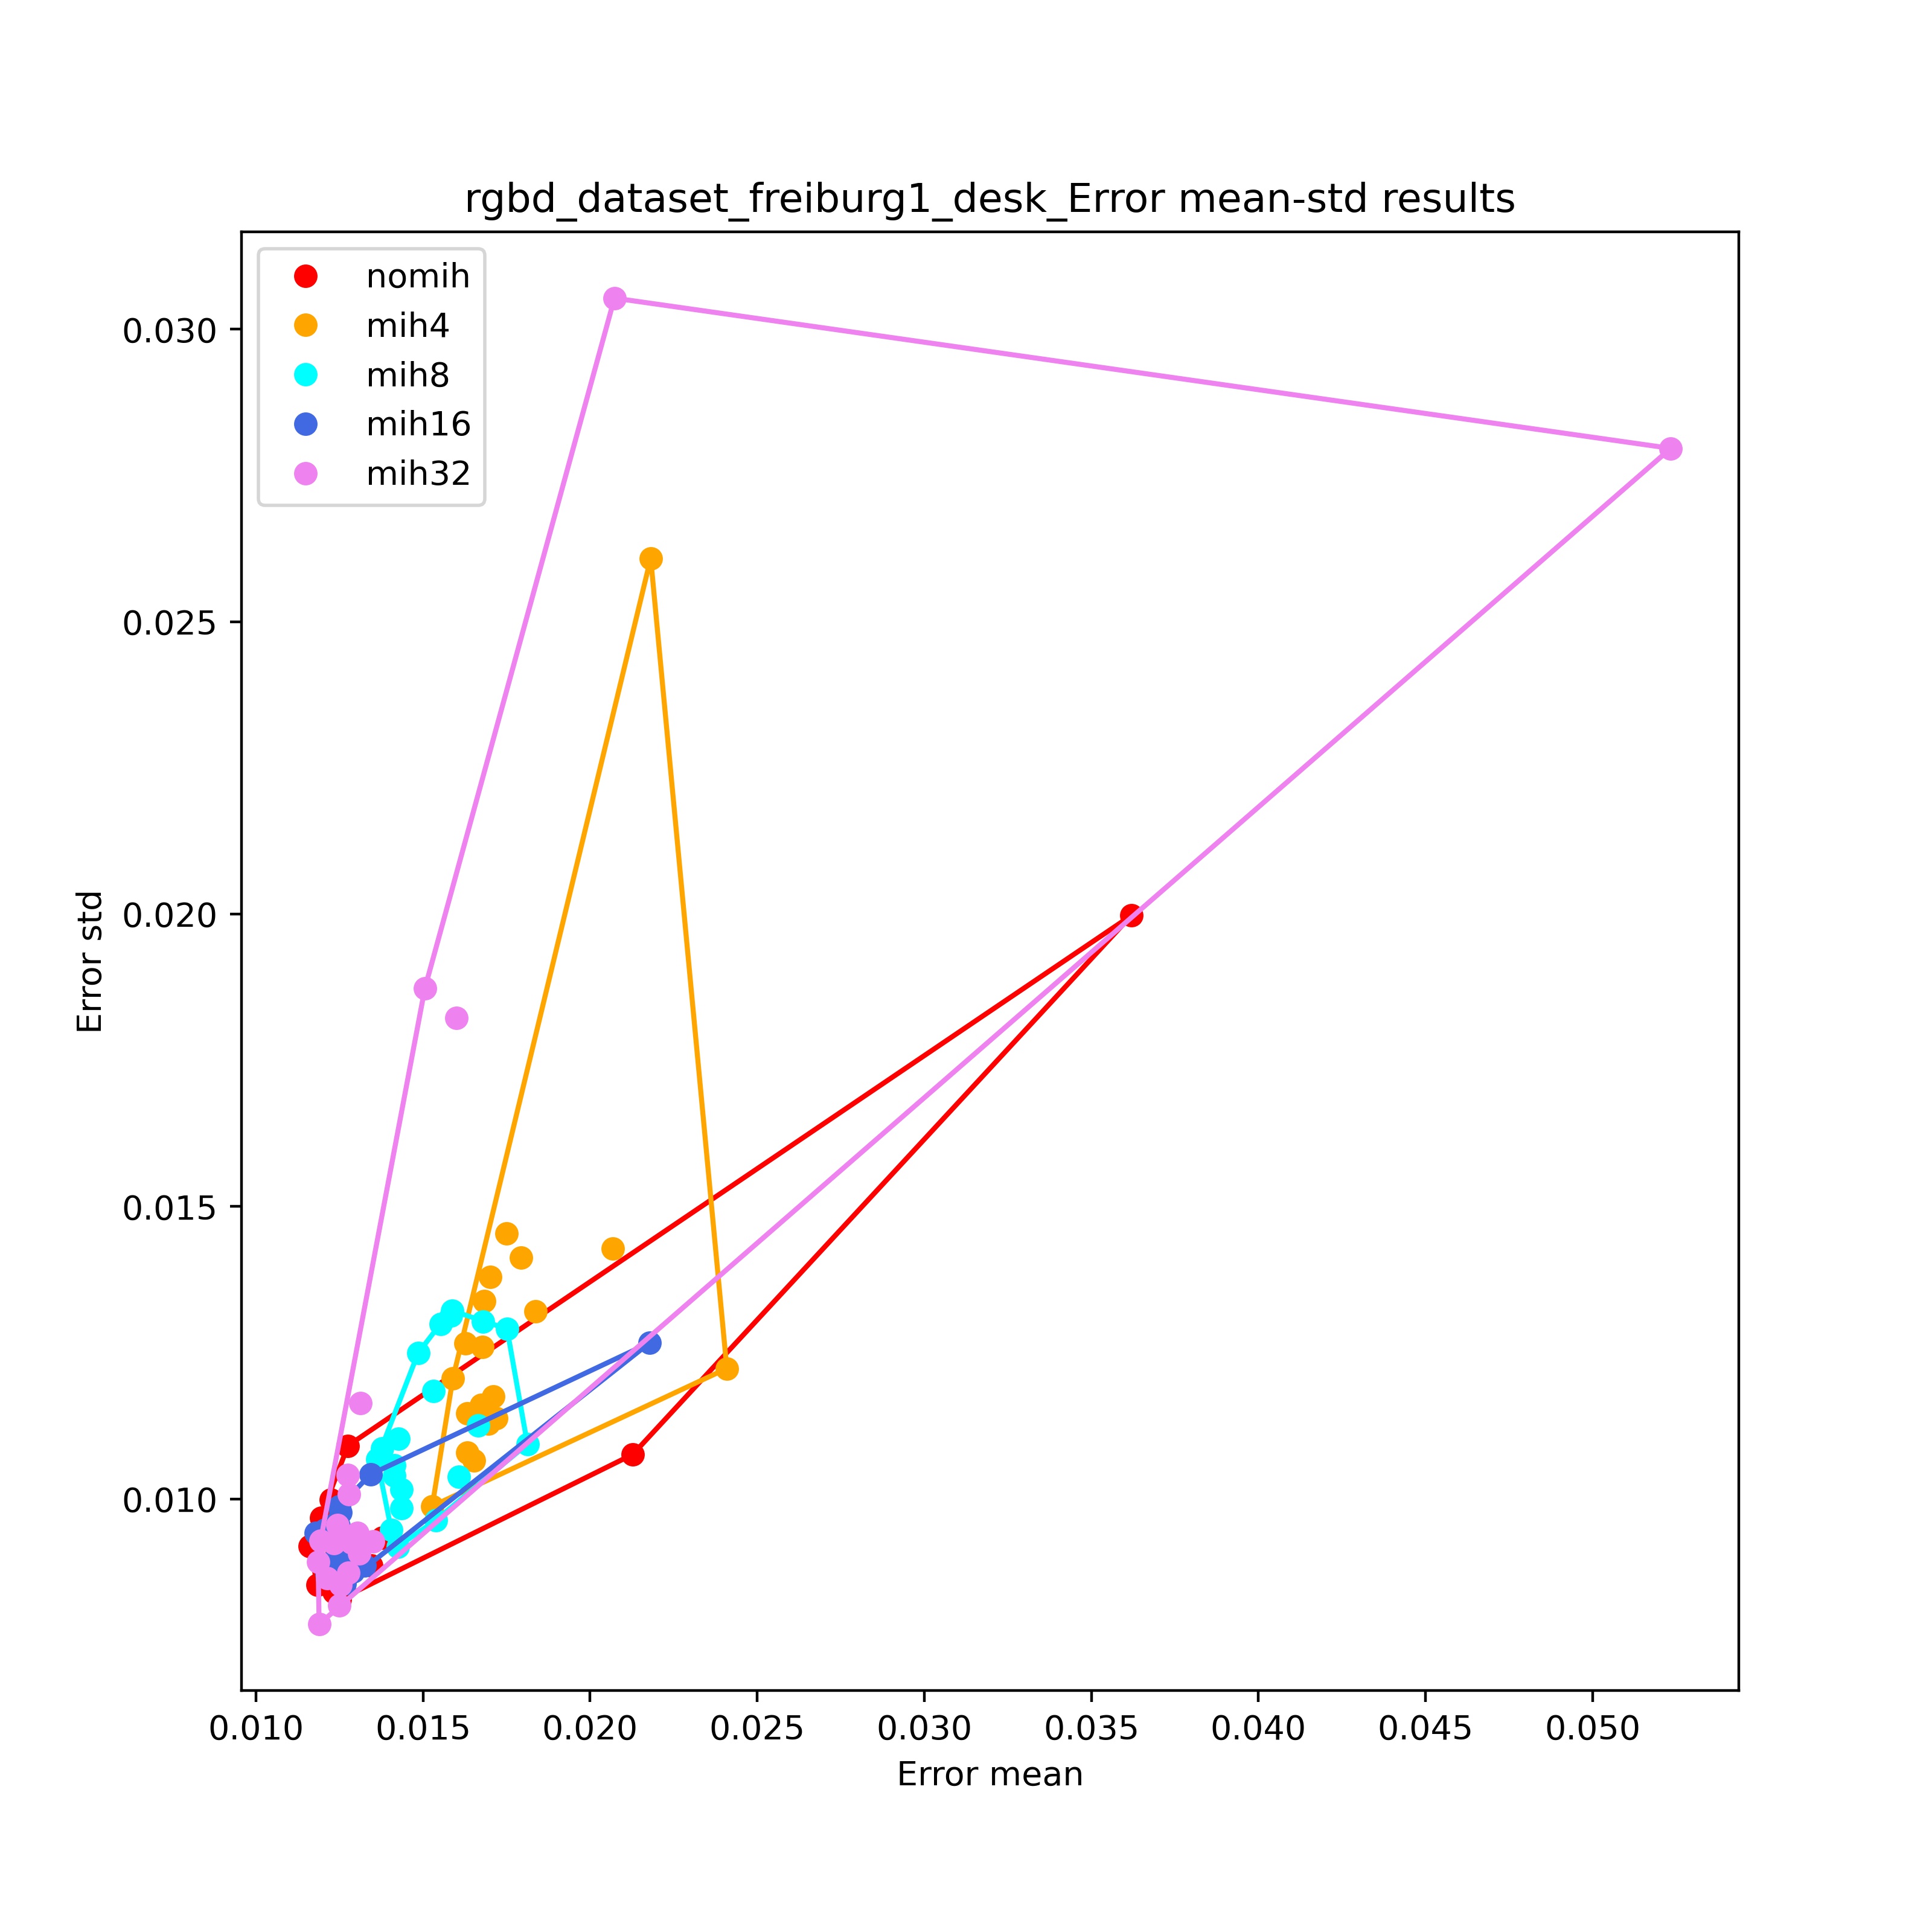 rgbd_dataset_freiburg1_desk_Error mean-std results
nomih
mih4
mih8
mih16
mih32
0.030
0.025
0.020
0.015
0.010
Error std
0.010 0.015 0.020 0.025 0.030 0.035 0.040 0.045 0.050
Error mean